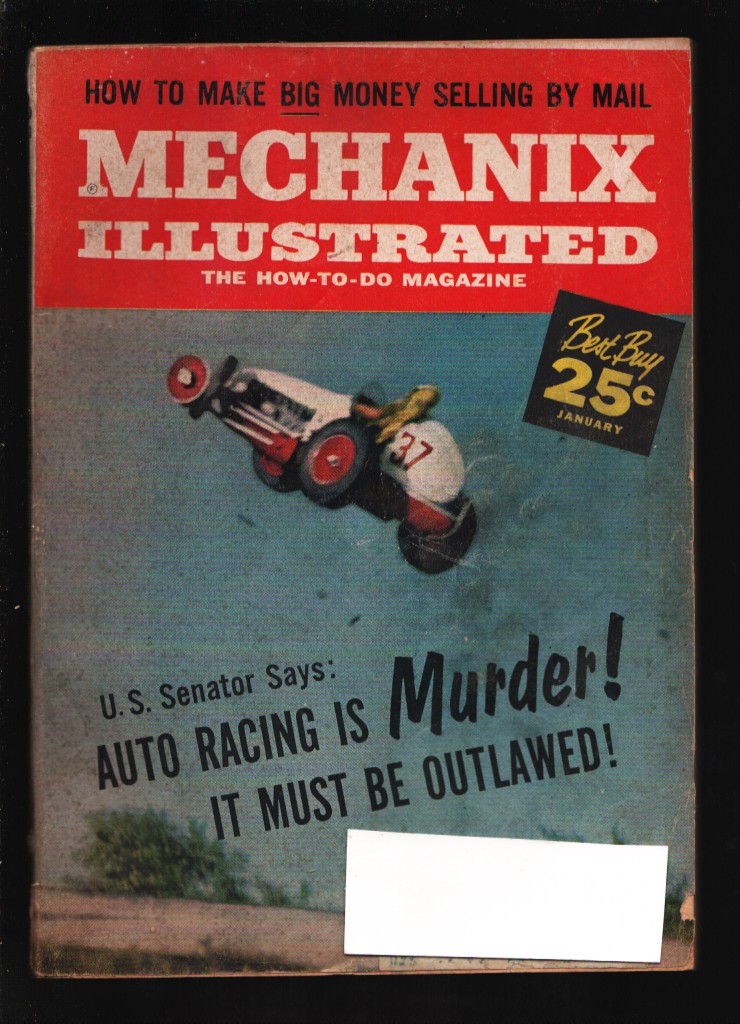 HOW TO MAKE BIG MONEY SELLING BY MAIL
MECHANIX
ILLUSTRATED
THE HOW-TO-DO MAGAZINE
Best Buy
25¢
JANUARY
37
U.S. Senator Says:
AUTO RACING IS Murder!
IT MUST BE OUTLAWED!